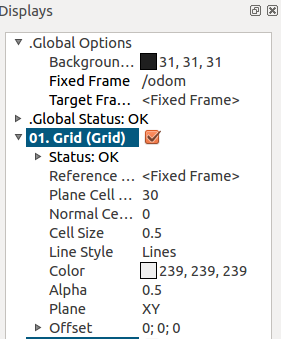 Displays
.Global Options
Backgroun... 31, 31, 31
Fixed Frame /odom
Target Fra... <Fixed Frame>
.Global Status: OK
01. Grid (Grid)
Status: OK
Reference ... <Fixed Frame>
Plane Cell ... 30
Normal Ce... 0
Cell Size 0.5
Line Style Lines
Color 239, 239, 239
Alpha 0.5
Plane XY
Offset 0; 0; 0